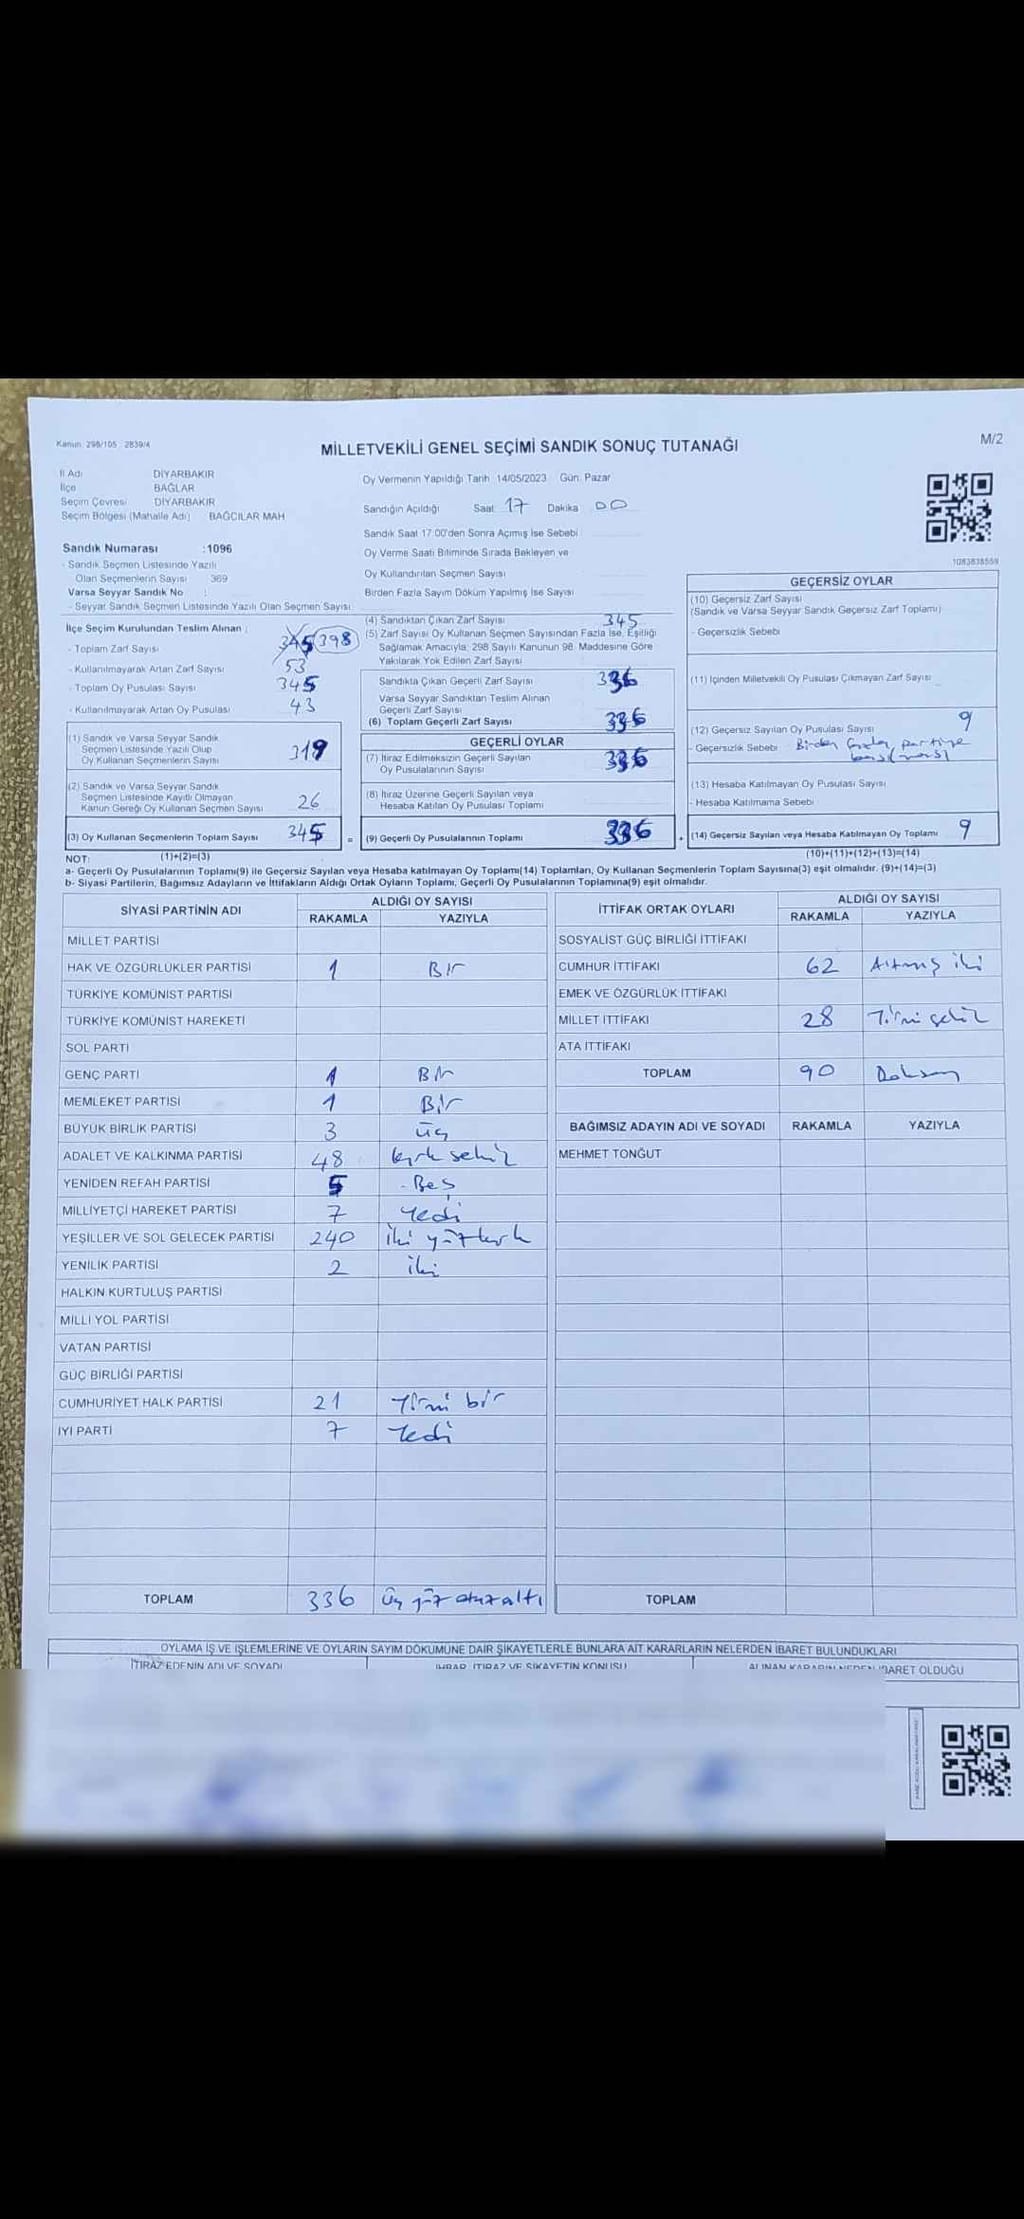 Kanun: 298/105 : 2839/4
MİLLETVEKİLİ GENEL SEÇİMİ SANDIK SONUÇ TUTANAĞI
M/2
İl Adı DİYARBAKIR
İlçe BAĞLAR
Seçim Çevresi DİYARBAKIR
Seçim Bölgesi (Mahalle Adı) BAĞCILAR MAH
Sandık Numarası :1096
- Sandık Seçmen Listesinde Yazılı
Olan Seçmenlerin Sayısı 369
Varsa Seyyar Sandık No :
- Seyyar Sandık Seçmen Listesinde Yazılı Olan Seçmen Sayısı:
Oy Vermenin Yapıldığı Tarih 14/05/2023 Gün: Pazar
Sandığın Açıldığı Saat 17 Dakika 00
Sandık Saat 17:00'den Sonra Açımış İse Sebebi
Oy Verme Saati Bitiminde Sırada Bekleyen ve
Oy Kullandırılan Seçmen Sayısı
Birden Fazla Sayım Döküm Yapılmış İse Sayısı
1083838559
İlçe Seçim Kurulundan Teslim Alınan :
- Toplam Zarf Sayısı 345 398
- Kullanılmayarak Artan Zarf Sayısı 53
- Toplam Oy Pusulası Sayısı 345
- Kullanılmayarak Artan Oy Pusulası 43
(1) Sandık ve Varsa Seyyar Sandık
Seçmen Listesinde Yazılı Olup
Oy Kullanan Seçmenlerin Sayısı 319
(2) Sandık ve Varsa Seyyar Sandık
Seçmen Listesinde Kayıtlı Olmayan
Kanun Gereği Oy Kullanan Seçmen Sayısı 26
(3) Oy Kullanan Seçmenlerin Toplam Sayısı 345 =
(1)+(2)=(3)
(4) Sandıktan Çıkan Zarf Sayısı 345
(5) Zarf Sayısı Oy Kullanan Seçmen Sayısından Fazla İse, Eşitliği
Sağlamak Amacıyla; 298 Sayılı Kanunun 98. Maddesine Göre
Yakılarak Yok Edilen Zarf Sayısı
Sandıkta Çıkan Geçerli Zarf Sayısı 336
Varsa Seyyar Sandıktan Teslim Alınan
Geçerli Zarf Sayısı
(6) Toplam Geçerli Zarf Sayısı 336
GEÇERLİ OYLAR
(7) İtiraz Edilmeksizin Geçerli Sayılan
Oy Pusulalarının Sayısı 336
(8) İtiraz Üzerine Geçerli Sayılan veya
Hesaba Katılan Oy Pusulası Toplamı
(9) Geçerli Oy Pusulalarının Toplamı 336 +
GEÇERSİZ OYLAR
(10) Geçersiz Zarf Sayısı
(Sandık ve Varsa Seyyar Sandık Geçersiz Zarf Toplamı)
- Geçersizlik Sebebi
(11) İçinden Milletvekili Oy Pusulası Çıkmayan Zarf Sayısı
(12) Geçersiz Sayılan Oy Pusulası Sayısı 9
- Geçersizlik Sebebi Birden fazla partiye
(13) Hesaba Katılmayan Oy Pusulası Sayısı
- Hesaba Katılmama Sebebi
(14) Geçersiz Sayılan veya Hesaba Katılmayan Oy Toplamı 9
(10)+(11)+(12)+(13)=(14)
NOT:
a- Geçerli Oy Pusulalarının Toplamı(9) ile Geçersiz Sayılan veya Hesaba Katılmayan Oy Toplamı(14) Toplamları, Oy Kullanan Seçmenlerin Toplam Sayısına(3) eşit olmalıdır. (9)+(14)=(3)
b- Siyasi Partilerin, Bağımsız Adayların ve İttifakların Aldığı Ortak Oyların Toplamı, Geçerli Oy Pusulalarının Toplamına(9) eşit olmalıdır.
SİYASİ PARTİNİN ADI ALDIĞI OY SAYISI
RAKAMLA YAZIYLA
MİLLET PARTİSİ
HAK VE ÖZGÜRLÜKLER PARTİSİ 1 Bir
TÜRKİYE KOMÜNİST PARTİSİ
TÜRKİYE KOMÜNİST HAREKETİ
SOL PARTİ
GENÇ PARTİ 1 Bir
MEMLEKET PARTİSİ 1 Bir
BÜYÜK BİRLİK PARTİSİ 3 üç
ADALET VE KALKINMA PARTİSİ 48 kırk sekiz
YENİDEN REFAH PARTİSİ 5 Beş
MİLLİYETÇİ HAREKET PARTİSİ 7 Yedi
YEŞİLLER VE SOL GELECEK PARTİSİ 240 iki yüz kırk
YENİLİK PARTİSİ 2 iki
HALKIN KURTULUŞ PARTİSİ
MİLLİ YOL PARTİSİ
VATAN PARTİSİ
GÜÇ BİRLİĞİ PARTİSİ
CUMHURİYET HALK PARTİSİ 21 Yirmi bir
İYİ PARTİ 7 Yedi
TOPLAM 336 üç yüz otuz altı
İTTİFAK ORTAK OYLARI ALDIĞI OY SAYISI
RAKAMLA YAZIYLA
SOSYALİST GÜÇ BİRLİĞİ İTTİFAKI
CUMHUR İTTİFAKI 62 Altmış iki
EMEK VE ÖZGÜRLÜK İTTİFAKI
MİLLET İTTİFAKI 28 Yirmi sekiz
ATA İTTİFAKI
TOPLAM 90 Doksan
BAĞIMSIZ ADAYIN ADI VE SOYADI RAKAMLA YAZIYLA
MEHMET TONĞUT
TOPLAM
OYLAMA İŞ VE İŞLEMLERİNE VE OYLARIN SAYIM DÖKÜMÜNE DAİR ŞİKAYETLERLE BUNLARA AİT KARARLARIN NELERDEN İBARET BULUNDUKLARI
İTİRAZ EDENİN ADI VE SOYADI İHBAR, İTİRAZ VE ŞİKAYETİN KONUSU ALINAN KARARIN NEDEN İBARET OLDUĞU